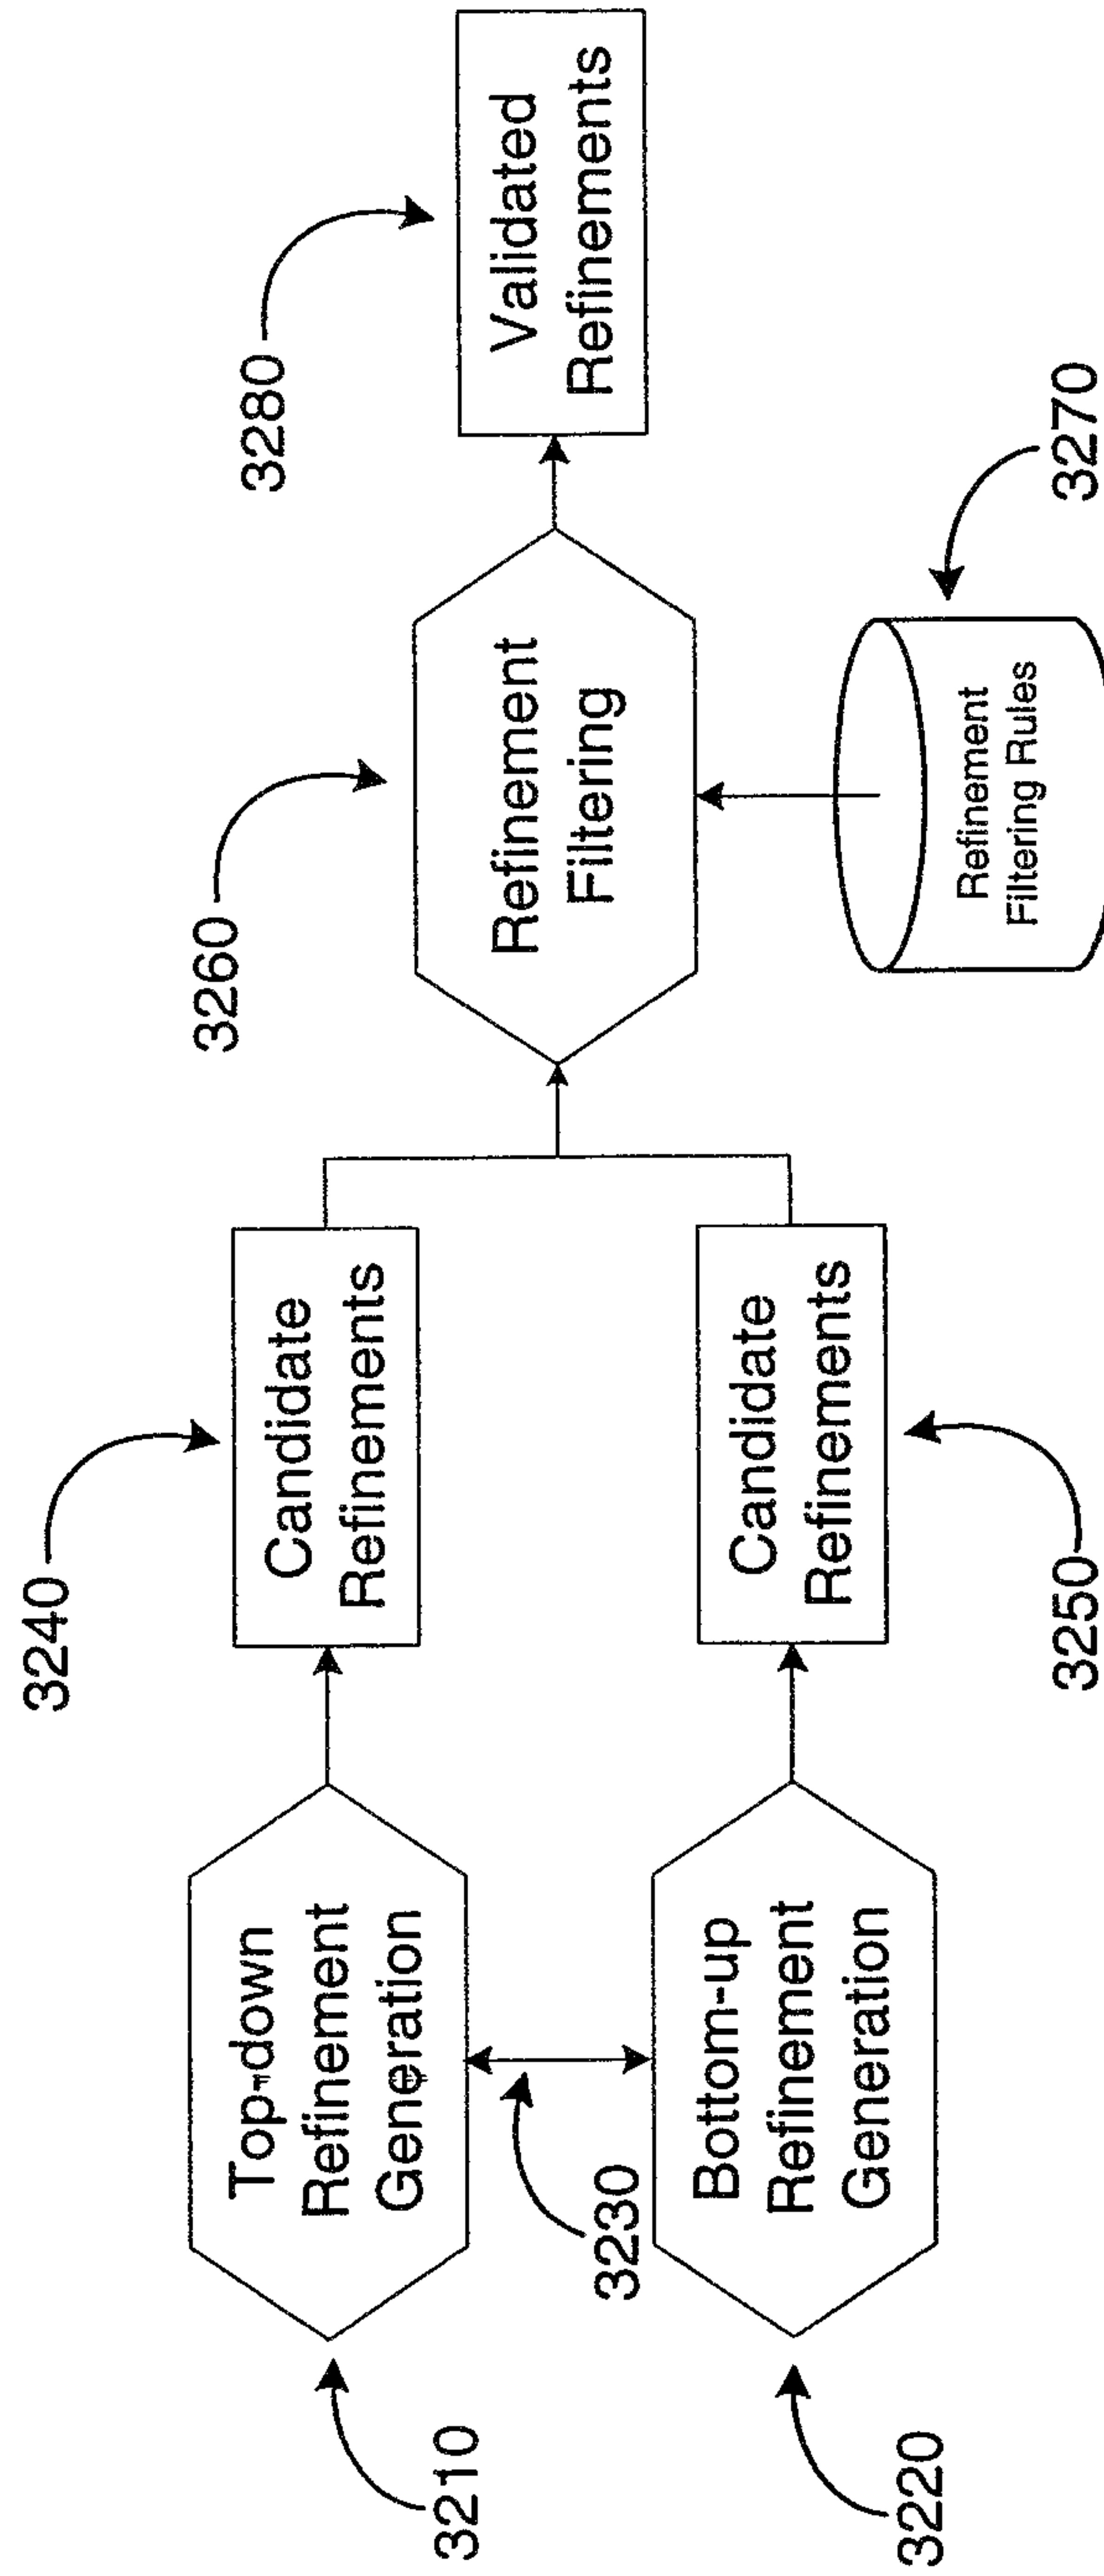 3210
Top-down
Refinement
Generation
3240
Candidate
Refinements
3230
3220
Bottom-up
Refinement
Generation
3250
Candidate
Refinements
3260
Refinement
Filtering
3270
Refinement
Filtering Rules
3280
Validated
Refinements